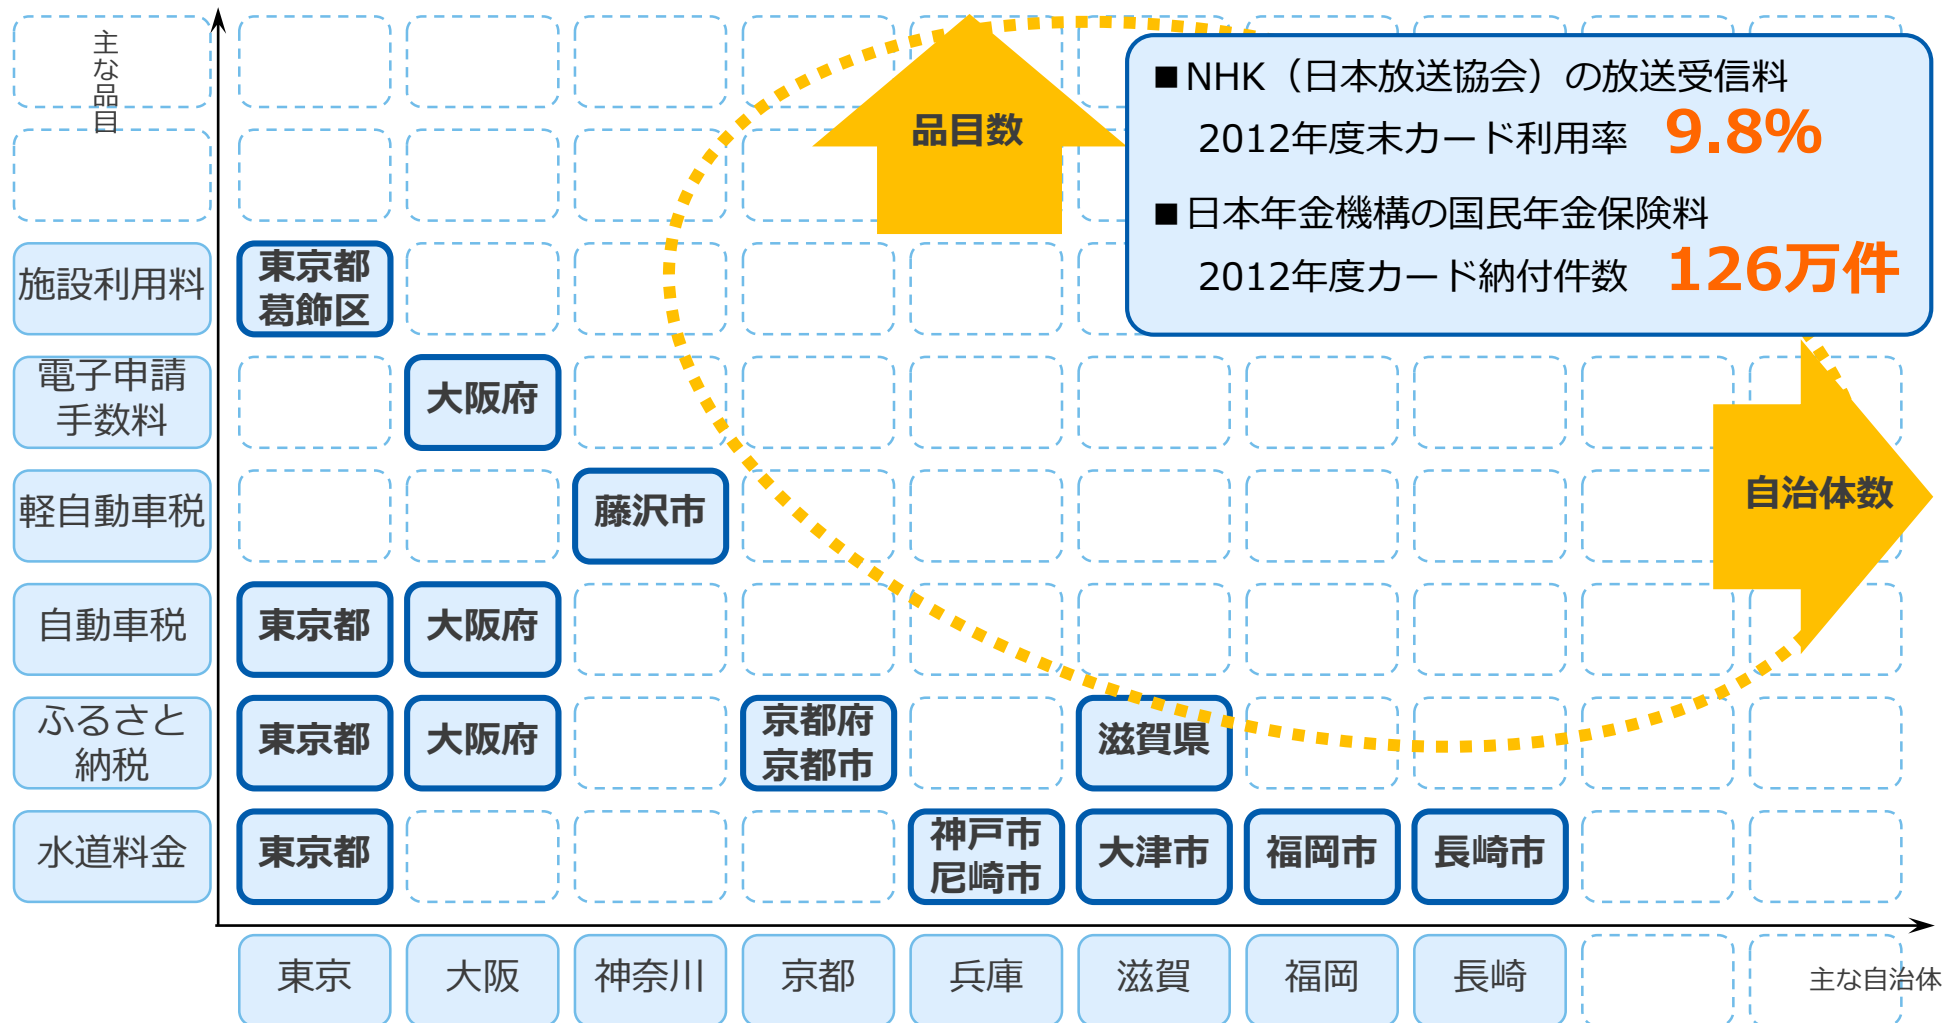 主な品目
品目数
■NHK（日本放送協会）の放送受信料
2012年度末カード利用率 9.8%
■日本年金機構の国民年金保険料
2012年度カード納付件数 126万件
施設利用料
東京都
葛飾区
電子申請
手数料
大阪府
軽自動車税
藤沢市
自治体数
自動車税
東京都
大阪府
ふるさと
納税
東京都
大阪府
京都府
京都市
滋賀県
水道料金
東京都
神戸市
尼崎市
大津市
福岡市
長崎市
東京
大阪
神奈川
京都
兵庫
滋賀
福岡
長崎
主な自治体